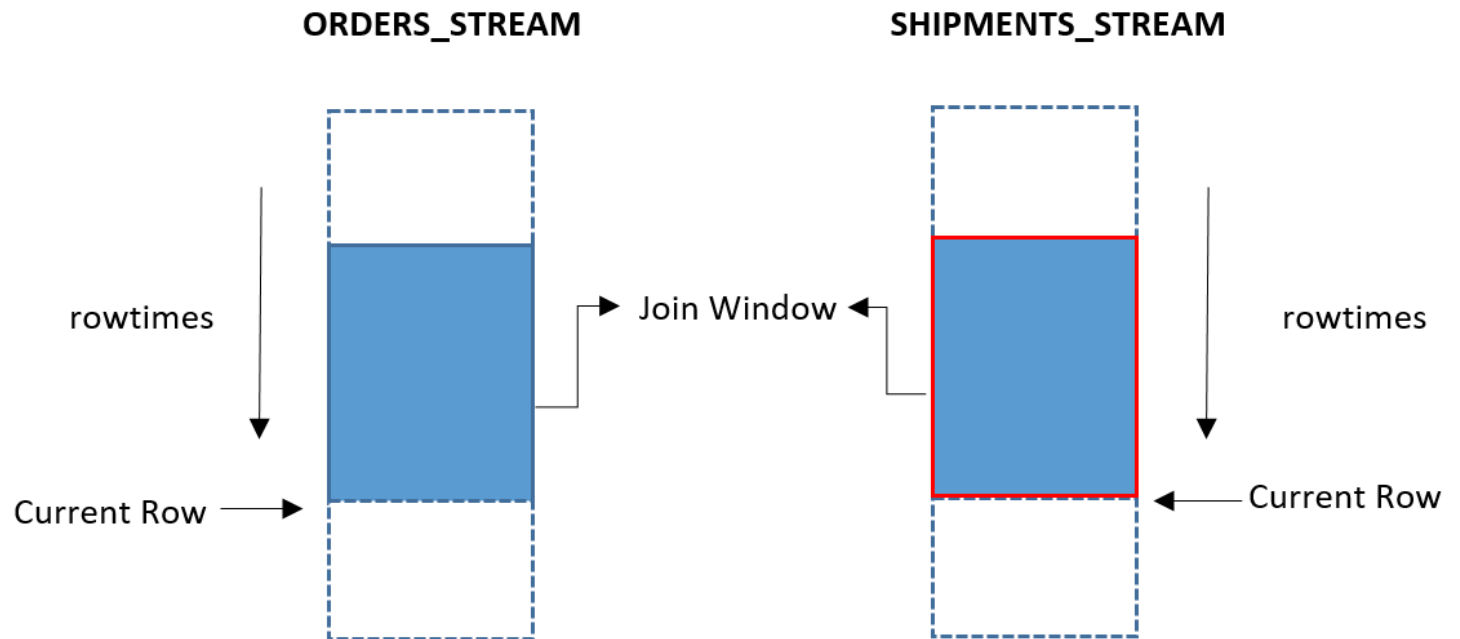 ORDERS_STREAM
SHIPMENTS_STREAM
rowtimes
Join Window
rowtimes
Current Row
Current Row